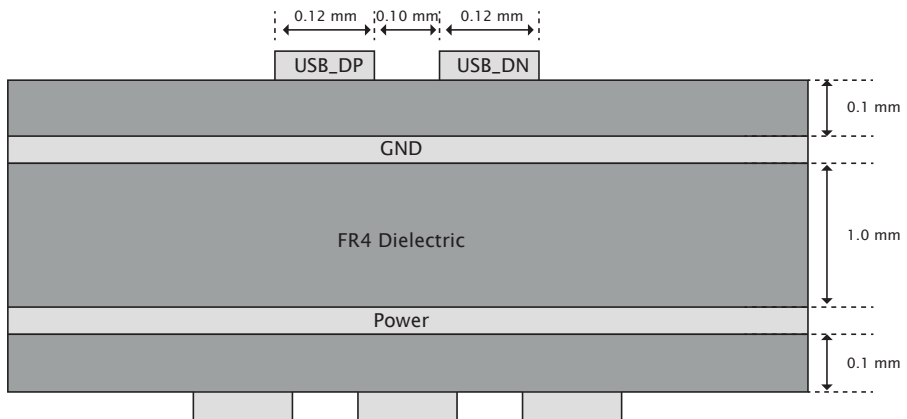 0.12 mm 0.10 mm 0.12 mm
USB_DP USB_DN
0.1 mm
GND
1.0 mm
FR4 Dielectric
Power
0.1 mm